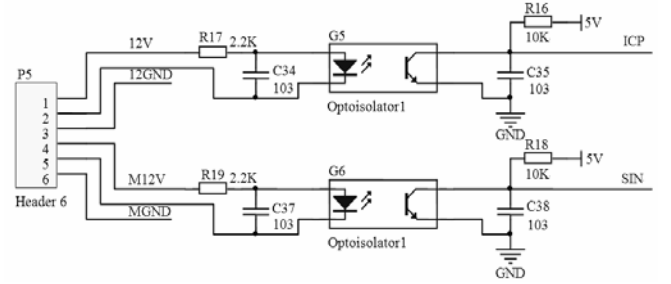 12V
R17
2.2K
G5
R16
10K
5V
ICP
P5
12GND
C34
103
C35
103
Optoisolator1
GND
1
2
3
4
5
6
Header 6
M12V
R19
2.2K
G6
R18
10K
5V
SIN
MGND
C37
103
C38
103
Optoisolator1
GND